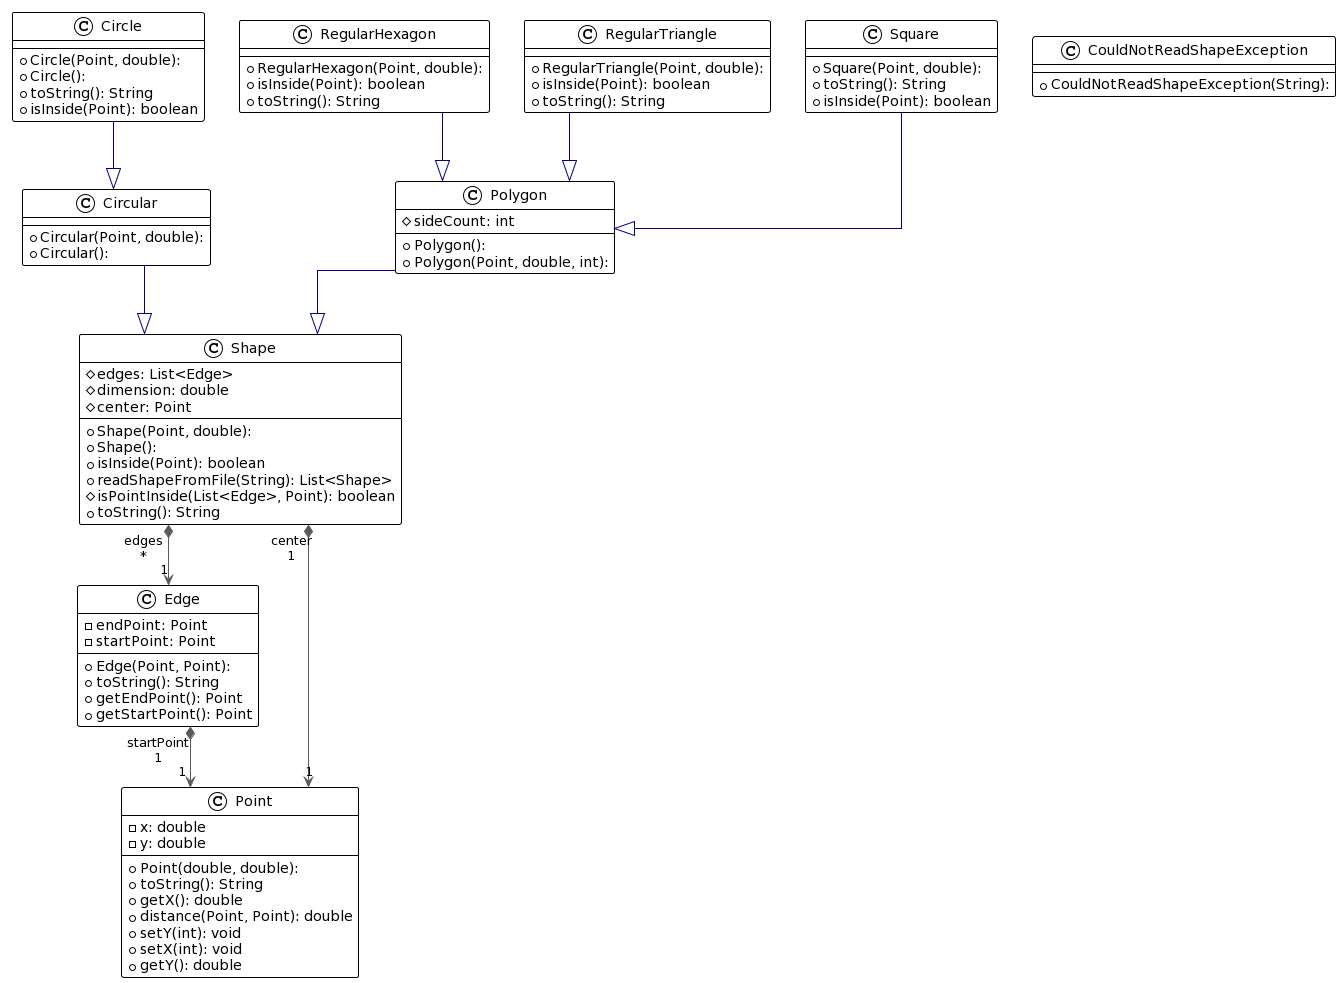 C Circle
Circle(Point, double):
Circle():
toString(): String
isInside(Point): boolean
C RegularHexagon
RegularHexagon(Point, double):
isInside(Point): boolean
toString(): String
C RegularTriangle
RegularTriangle(Point, double):
isInside(Point): boolean
toString(): String
C Square
Square(Point, double):
toString(): String
isInside(Point): boolean
C CouldNotReadShapeException
CouldNotReadShapeException(String):
C Circular
Circular(Point, double):
Circular():
C Polygon
sideCount: int
Polygon():
Polygon(Point, double, int):
C Shape
edges: List<Edge>
dimension: double
center: Point
Shape(Point, double):
Shape():
isInside(Point): boolean
readShapeFromFile(String): List<Shape>
isPointInside(List<Edge>, Point): boolean
toString(): String
edges
*
1
center
1
1
C Edge
endPoint: Point
startPoint: Point
Edge(Point, Point):
toString(): String
getEndPoint(): Point
getStartPoint(): Point
startPoint
1
1
C Point
x: double
y: double
Point(double, double):
toString(): String
getX(): double
distance(Point, Point): double
setY(int): void
setX(int): void
getY(): double